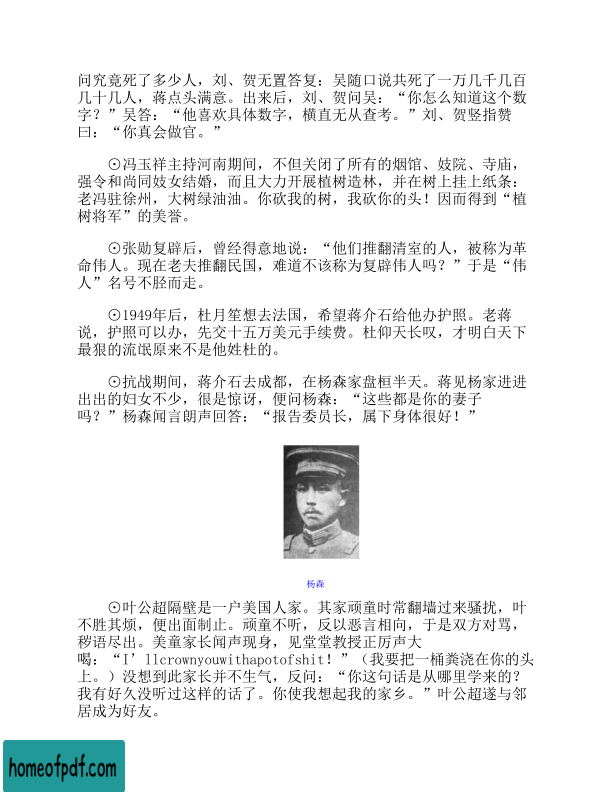 问究竟死了多少人，刘、贺无置答复：吴随口说共死了一万几千几百
几十几人，蒋点头满意。出来后，刘、贺问吴：“你怎么知道这个数
字？”吴答：“他喜欢具体数字，横直无从查考。”刘、贺竖指赞
曰：“你真会做官。”
⊙冯玉祥主持河南期间，不但关闭了所有的烟馆、妓院、寺庙，
强令和尚同妓女结婚，而且大力开展植树造林，并在树上挂上纸条：
老冯驻徐州，大树绿油油。你砍我的树，我砍你的头！因而得到“植
树将军”的美誉。
⊙张勋复辟后，曾经得意地说：“他们推翻清室的人，被称为革
命伟人。现在老夫推翻民国，难道不该称为复辟伟人吗？”于是“伟
人”名号不胫而走。
⊙1949年后，杜月笙想去法国，希望蒋介石给他办护照。老蒋
说，护照可以办，先交十五万美元手续费。杜仰天长叹，才明白天下
最狠的流氓原来不是他姓杜的。
⊙抗战期间，蒋介石去成都，在杨森家盘桓半天。蒋见杨家进进
出出的妇女不少，很是惊讶，便问杨森：“这些都是你的妻子
吗？”杨森闻言朗声回答：“报告委员长，属下身体很好！”
杨森
⊙叶公超隔壁是一户美国人家。其家顽童时常翻墙过来骚扰，叶
不胜其烦，便出面制止。顽童不听，反以恶言相向，于是双方对骂，
秽语尽出。美童家长闻声现身，见堂堂教授正厉声大
喝：“I’llcrownyouwithapotofshit！”（我要把一桶粪浇在你的头
上。）没想到此家长并不生气，反问：“你这句话是从哪里学来的？
我有好久没听过这样的话了。你使我想起我的家乡。”叶公超遂与邻
居成为好友。
homeofpdf.com